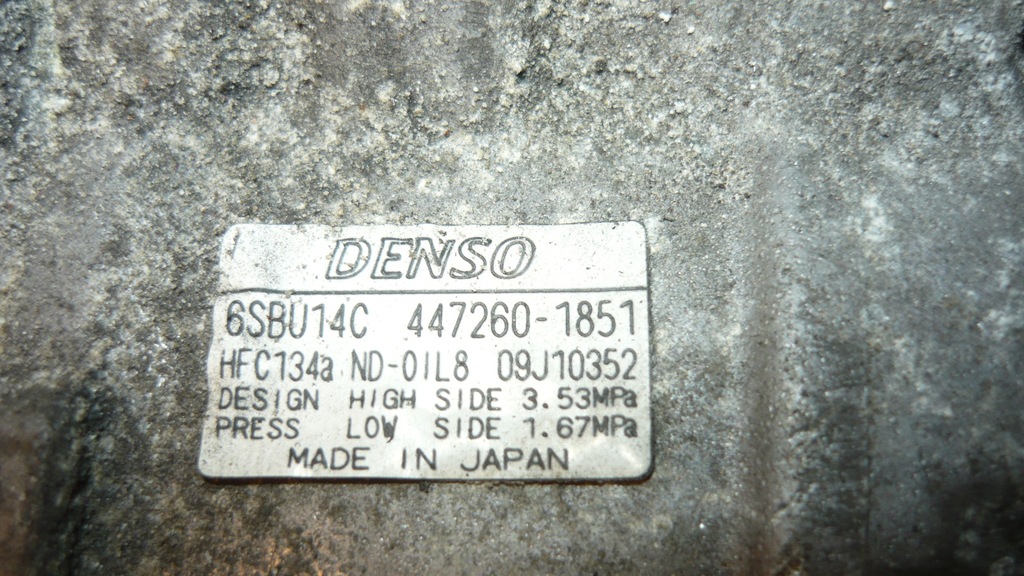 DENSO
6SBU14C 447260-1851
HFC134a ND-OIL8 09J10352
DESIGN HIGH SIDE 3.53MPa
PRESS LOW SIDE 1.67MPa
MADE IN JAPAN